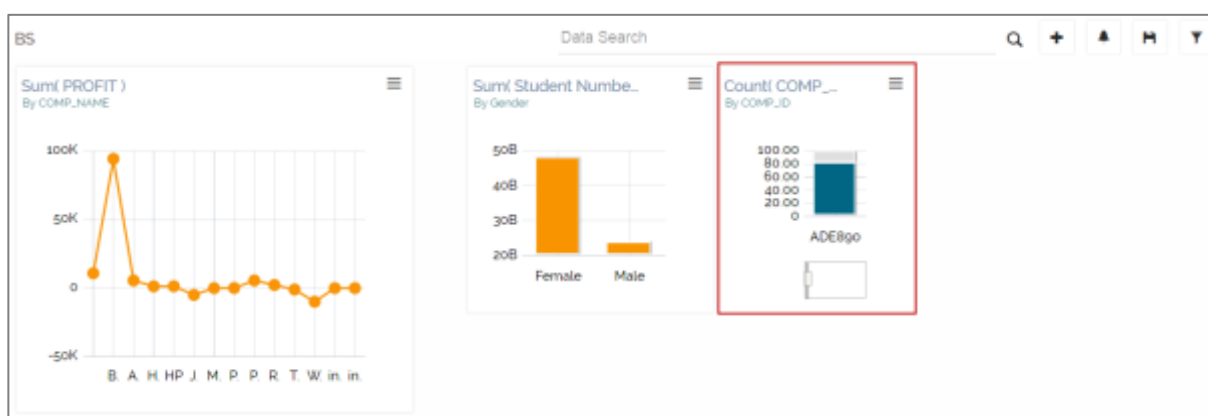 BS
Data Search
Sum( PROFIT )
By COMP_NAME
100K
50K
0
-50K
B. A. H. HP J. M. P. P. R. T. W. in. in.
Sum( Student Numbe...
By Gender
50B
40B
30B
20B
Female Male
Count( COMP_...
By COMP_ID
100.00
80.00
60.00
40.00
20.00
0
ADE890